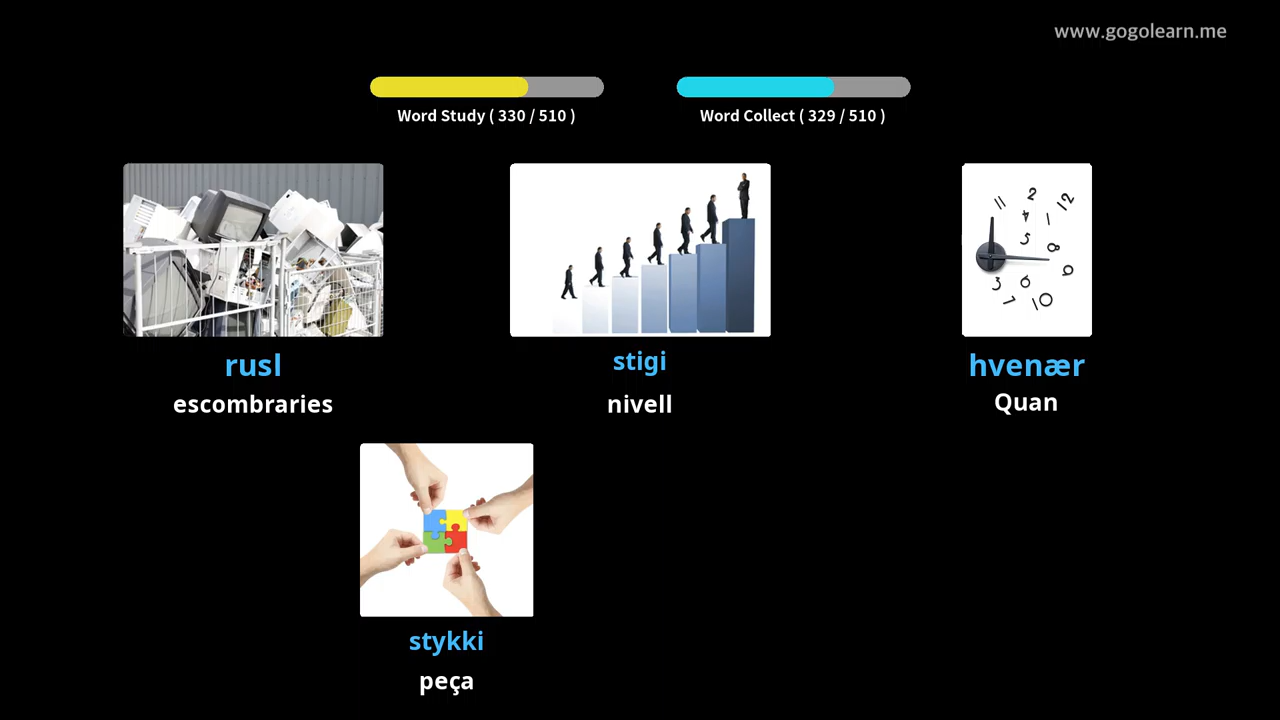 www.gogolearn.me
Word Study ( 330 / 510 )
Word Collect ( 329 / 510 )
rusl
escombraries
stigi
nivell
hvenær
Quan
stykki
peça